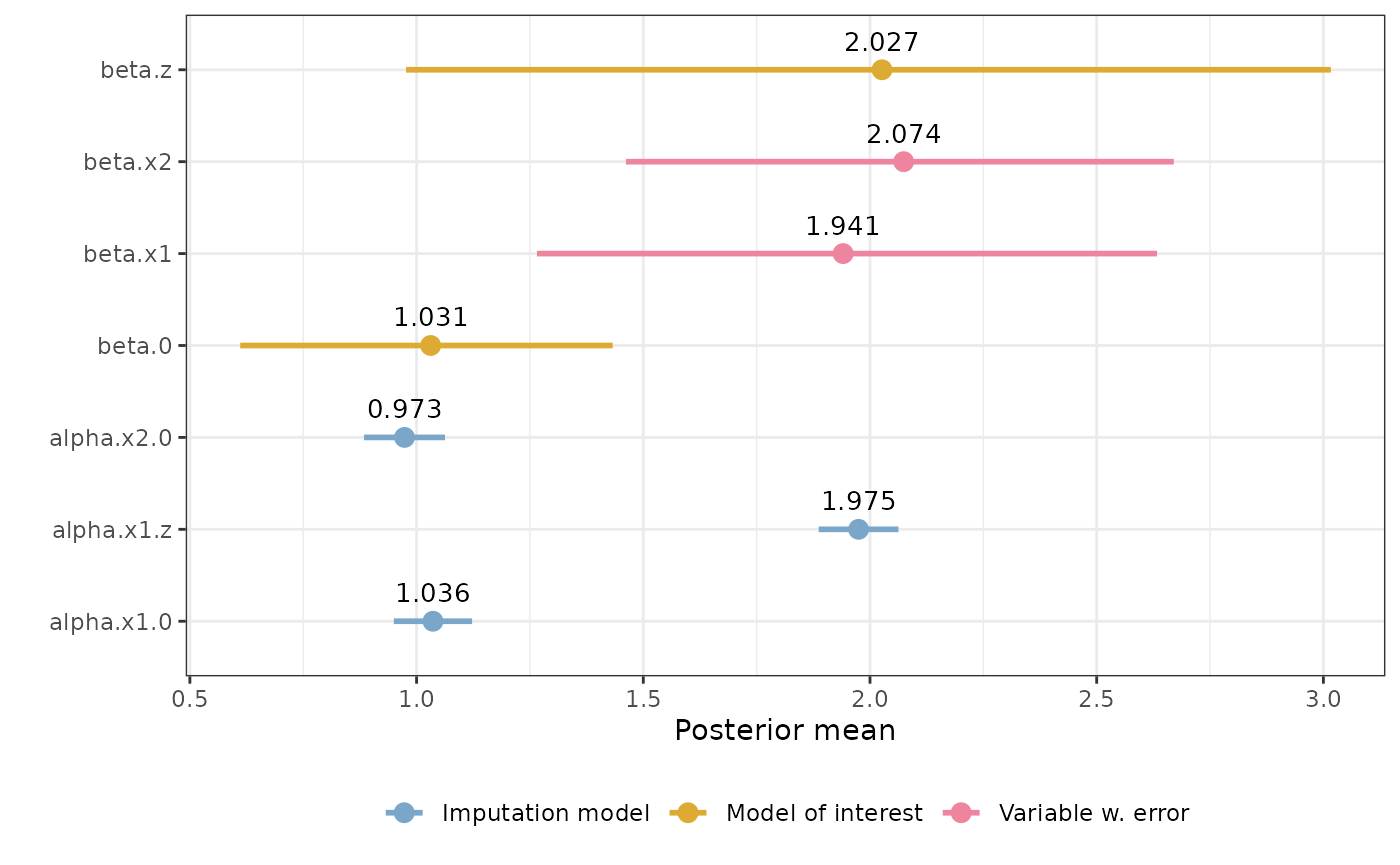 2.027
beta.z
2.074
beta.x2
1.941
beta.x1
1.031
beta.0
0.973
alpha.x2.0
1.975
alpha.x1.z
1.036
alpha.x1.0
0.5 1.0 1.5 2.0 2.5 3.0
Posterior mean
Imputation model Model of interest Variable w. error